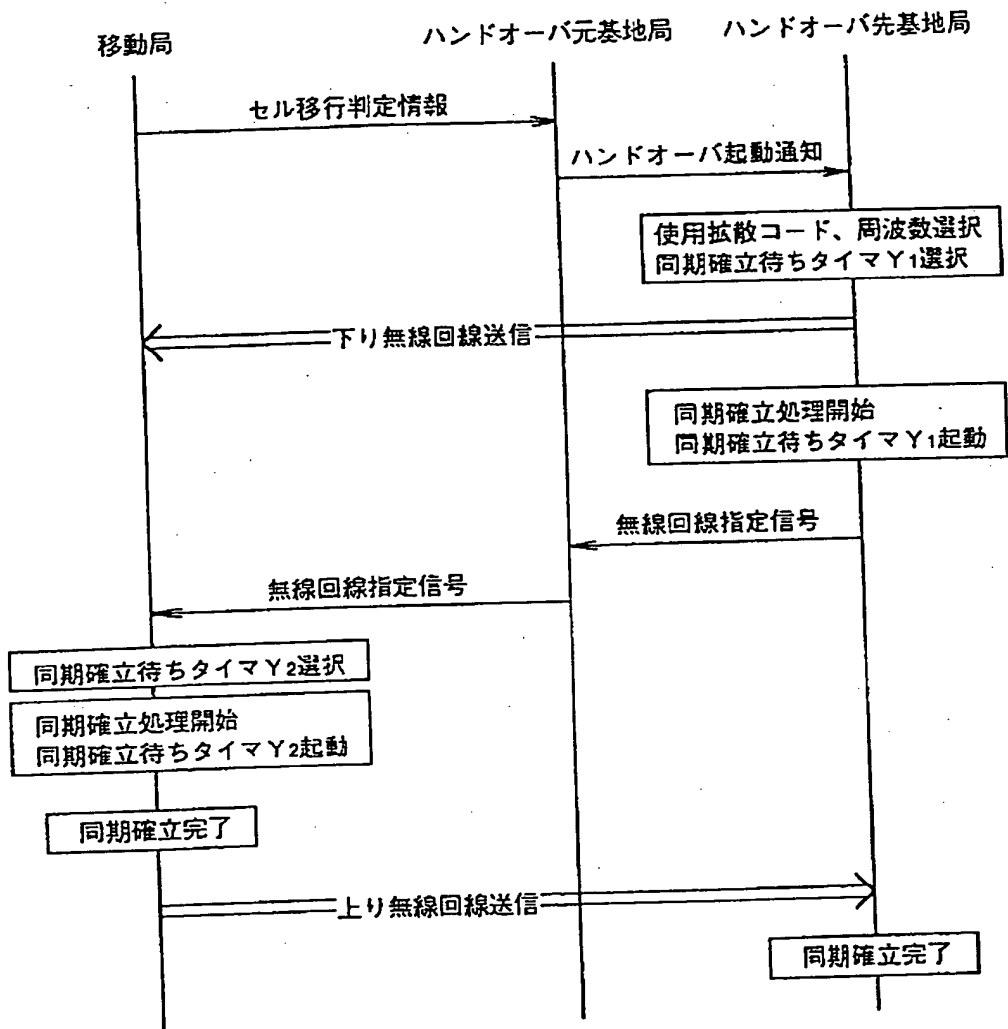 移動局
ハンドオーバ元基地局
ハンドオーバ先基地局
セル移行判定情報
ハンドオーバ起動通知
使用拡散コード、周波数選択
同期確立待ちタイマY1選択
下り無線回線送信
同期確立処理開始
同期確立待ちタイマY1起動
無線回線指定信号
無線回線指定信号
同期確立待ちタイマY2選択
同期確立処理開始
同期確立待ちタイマY2起動
同期確立完了
上り無線回線送信
同期確立完了